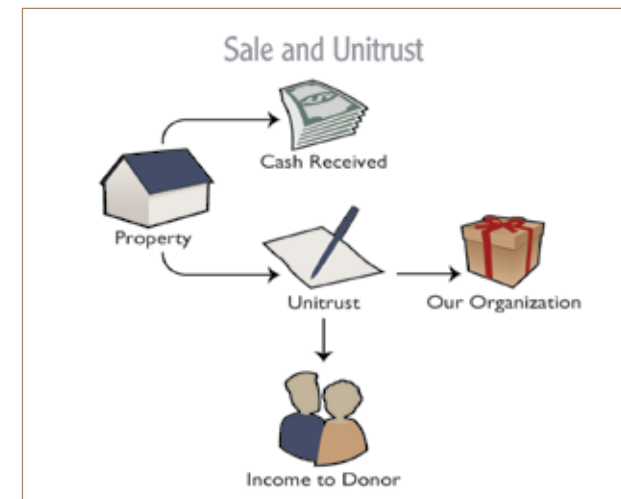 Sale and Unitrust
Cash Received
Property
Unitrust
Our Organization
Income to Donor